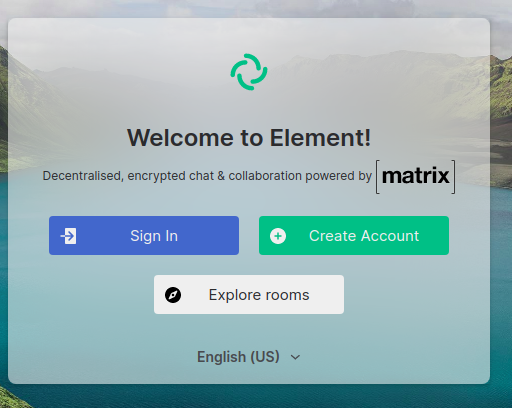 Welcome to Element!
Decentralised, encrypted chat & collaboration powered by [matrix]
Sign In
Create Account
Explore rooms
English (US)